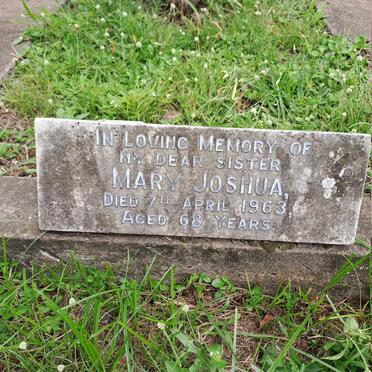 IN LOVING MEMORY OF
MY DEAR SISTER
MARY JOSHUA,
DIED 7TH APRIL 1963,
AGED 68 YEARS.